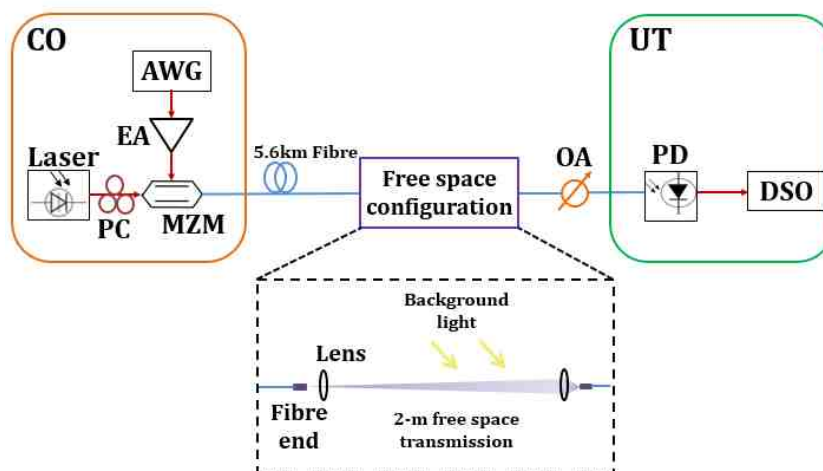 CO
AWG
EA
Laser
PC
MZM
5.6km Fibre
Free space
configuration
OA
UT
PD
DSO
Background
light
Lens
Fibre
end
2-m free space
transmission